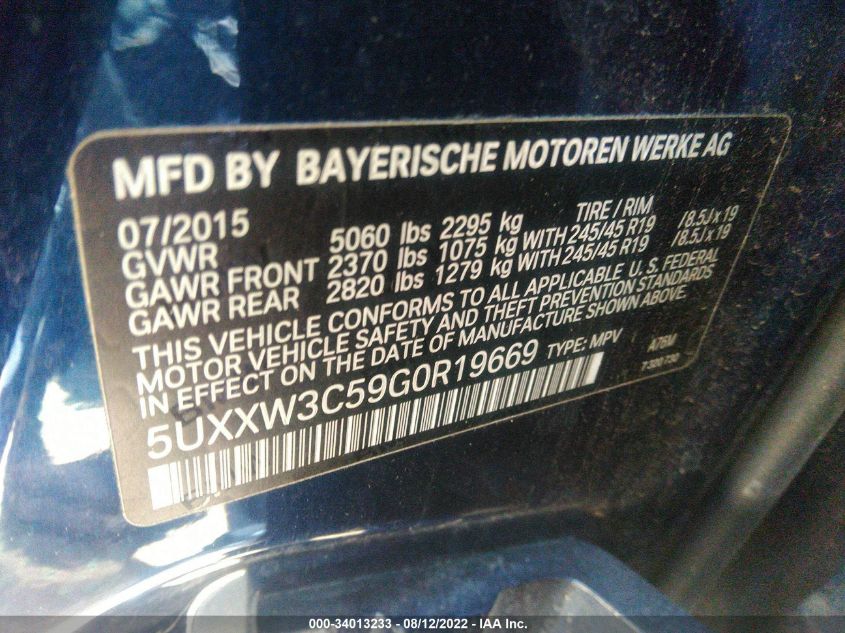 MFD BY BAYERISCHE MOTOREN WERKE AG
07/2015 TIRE / RIM
GVWR 5060 lbs 2295 kg
GAWR FRONT 2370 lbs 1075 kg WITH 245/45 R19 /8.5J x 19
GAWR REAR 2820 lbs 1279 kg WITH 245/45 R19 /8.5J x 19
THIS VEHICLE CONFORMS TO ALL APPLICABLE U.S. FEDERAL
MOTOR VEHICLE SAFETY AND THEFT PREVENTION STANDARDS
IN EFFECT ON THE DATE OF MANUFACTURE SHOWN ABOVE.
5UXXW3C59G0R19669 TYPE: MPV A76M
000-34013233 - 08/12/2022 - IAA Inc.